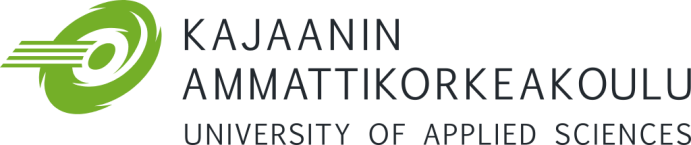 KAJAANIN
AMMATTIKORKEAKOULU
UNIVERSITY OF APPLIED SCIENCES